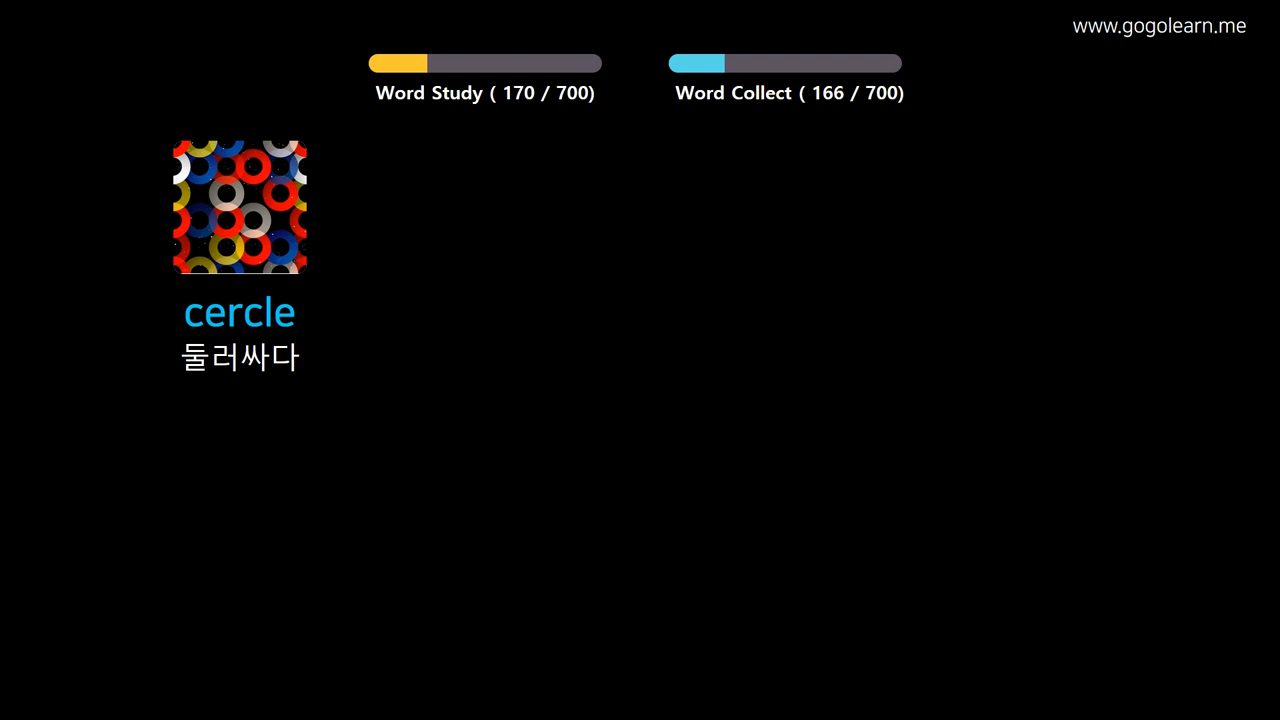 www.gogolearn.me
Word Study ( 170 / 700)
Word Collect ( 166 / 700)
cercle
둘러싸다